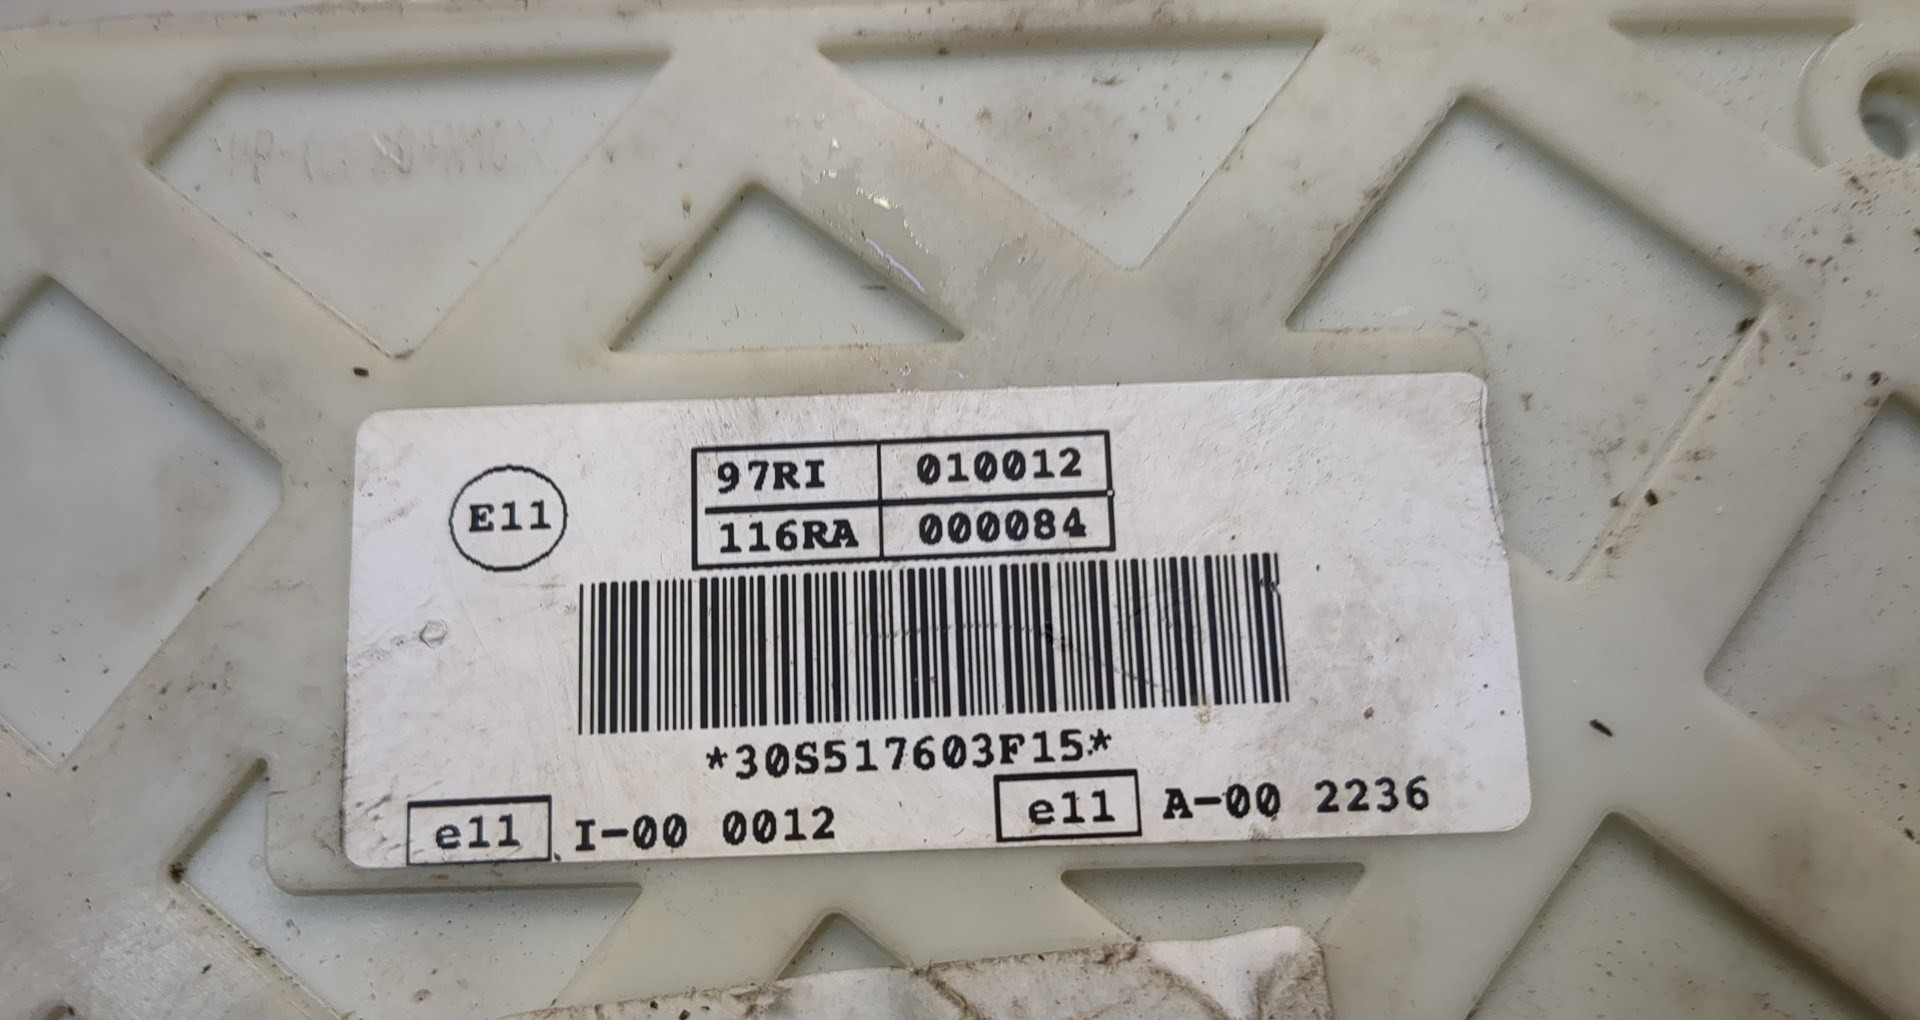 E11
97RI 010012
116RA 000084
*30S517603F15*
e11 I-00 0012 e11 A-00 2236